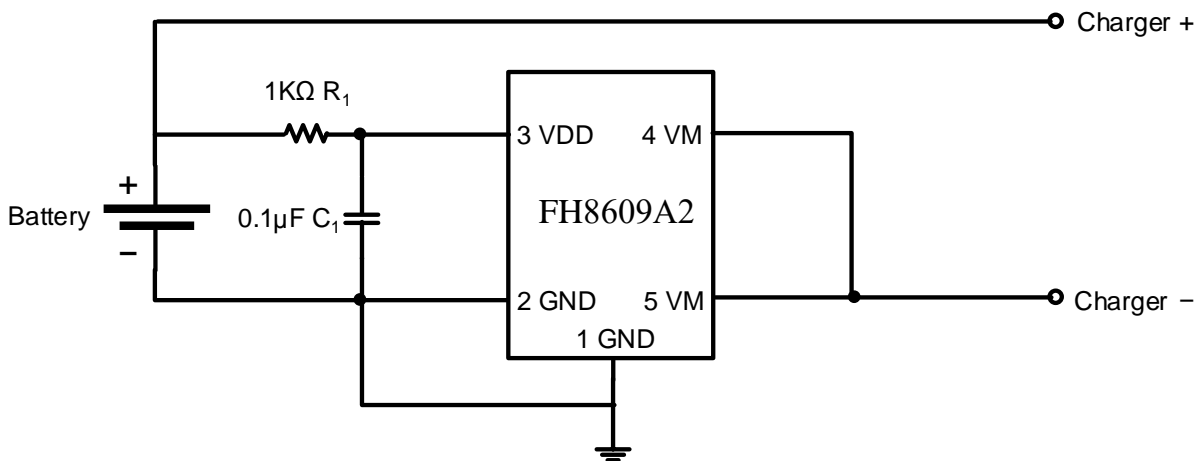 Charger +
1KΩ R1
3 VDD
4 VM
+
FH8609A2
Battery
0.1μF C1
−
2 GND
5 VM
Charger −
1 GND